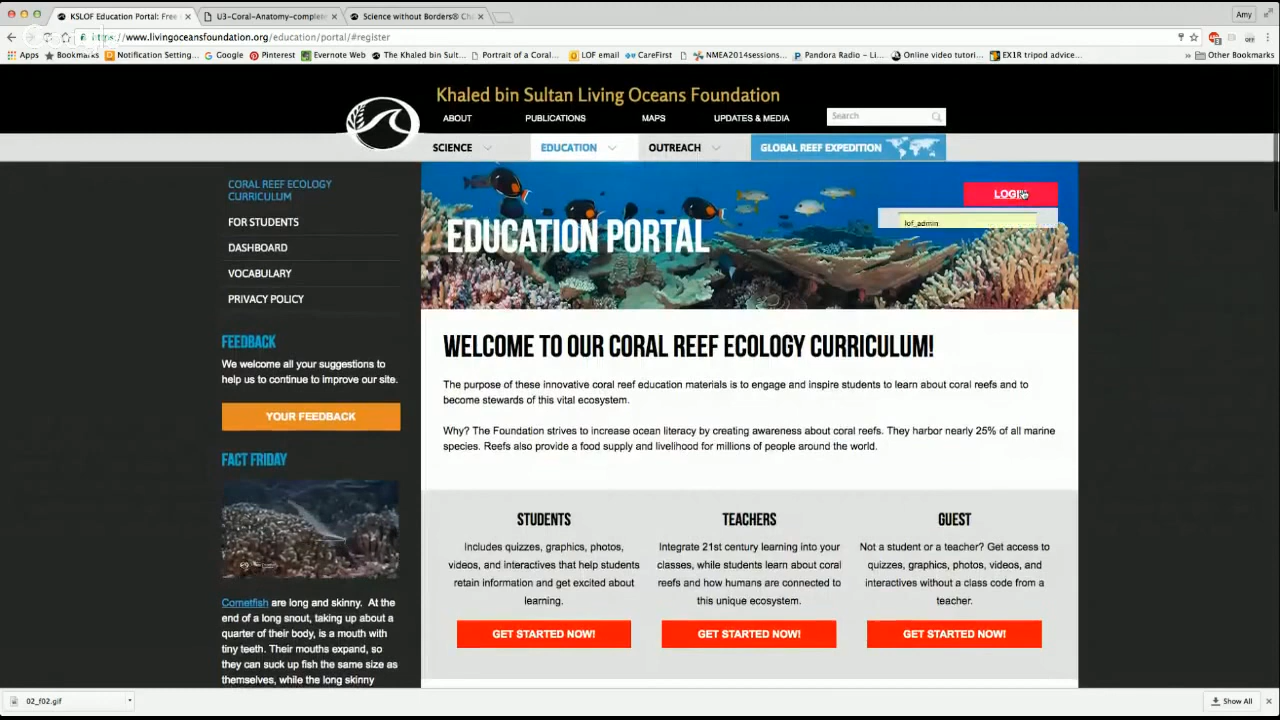 KSLOF Education Portal: Free
U3-Coral-Anatomy-complete
Science without Borders® Ch
Amy
https://www.livingoceansfoundation.org/education/portal/#register
Apps Bookmarks Notification Setting... Google Pinterest Evernote Web The Khaled bin Sult... Portrait of a Coral... LOF email CareFirst NMEA2014sessions... Pandora Radio - Li... Online video tutori... EX1R tripod advice... » Other Bookmarks
Khaled bin Sultan Living Oceans Foundation
ABOUT PUBLICATIONS MAPS UPDATES & MEDIA Search
SCIENCE EDUCATION OUTREACH GLOBAL REEF EXPEDITION
CORAL REEF ECOLOGY
CURRICULUM
FOR STUDENTS
DASHBOARD
VOCABULARY
PRIVACY POLICY
FEEDBACK
We welcome all your suggestions to
help us to continue to improve our site.
YOUR FEEDBACK
FACT FRIDAY
Cornetfish are long and skinny. At the
end of a long snout, taking up about a
quarter of their body, is a mouth with
tiny teeth. Their mouths expand, so
they can suck up fish the same size as
themselves, while the long skinny
LOGIN
lof_admin
EDUCATION PORTAL
WELCOME TO OUR CORAL REEF ECOLOGY CURRICULUM!
The purpose of these innovative coral reef education materials is to engage and inspire students to learn about coral reefs and to
become stewards of this vital ecosystem.
Why? The Foundation strives to increase ocean literacy by creating awareness about coral reefs. They harbor nearly 25% of all marine
species. Reefs also provide a food supply and livelihood for millions of people around the world.
STUDENTS
Includes quizzes, graphics, photos,
videos, and interactives that help students
retain information and get excited about
learning.
GET STARTED NOW!
TEACHERS
Integrate 21st century learning into your
classes, while students learn about coral
reefs and how humans are connected to
this unique ecosystem.
GET STARTED NOW!
GUEST
Not a student or a teacher? Get access to
quizzes, graphics, photos, videos, and
interactives without a class code from a
teacher.
GET STARTED NOW!
02_f02.gif
Show All